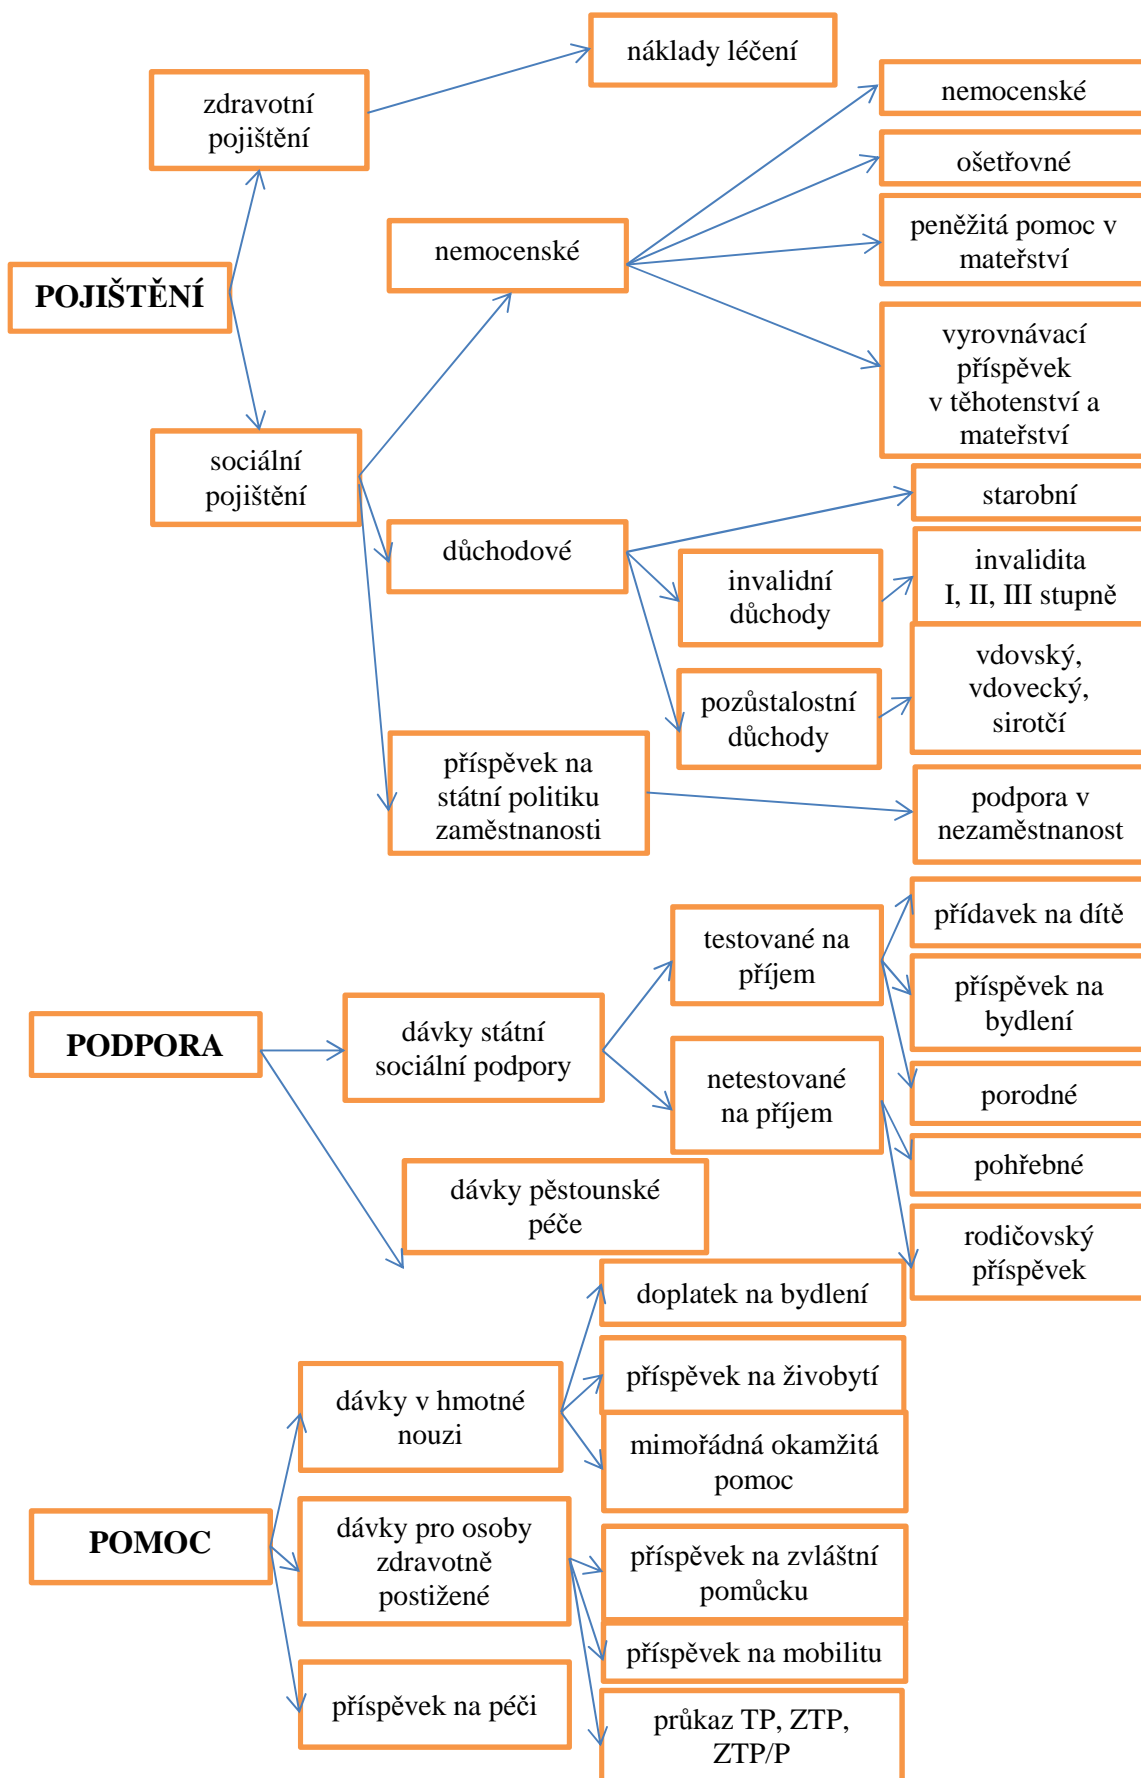 náklady léčení
zdravotní
pojištění
nemocenské
ošetřovné
peněžitá pomoc v
mateřství
nemocenské
POJIŠTĚNÍ
vyrovnávací
příspěvek
v těhotenství a
mateřství
sociální
pojištění
starobní
důchodové
invalidní
důchody
invalidita
I, II, III stupně
pozůstalostní
důchody
vdovský,
vdovecký,
sirotčí
příspěvek na
státní politiku
zaměstnanosti
podpora v
nezaměstnanost
testované na
příjem
přídavek na dítě
příspěvek na
bydlení
PODPORA
dávky státní
sociální podpory
netestované
na příjem
porodné
pohřebné
dávky pěstounské
péče
rodičovský
příspěvek
doplatek na bydlení
dávky v hmotné
nouzi
příspěvek na živobytí
mimořádná okamžitá
pomoc
POMOC
dávky pro osoby
zdravotně
postižené
příspěvek na zvláštní
pomůcku
příspěvek na mobilitu
příspěvek na péči
průkaz TP, ZTP,
ZTP/P